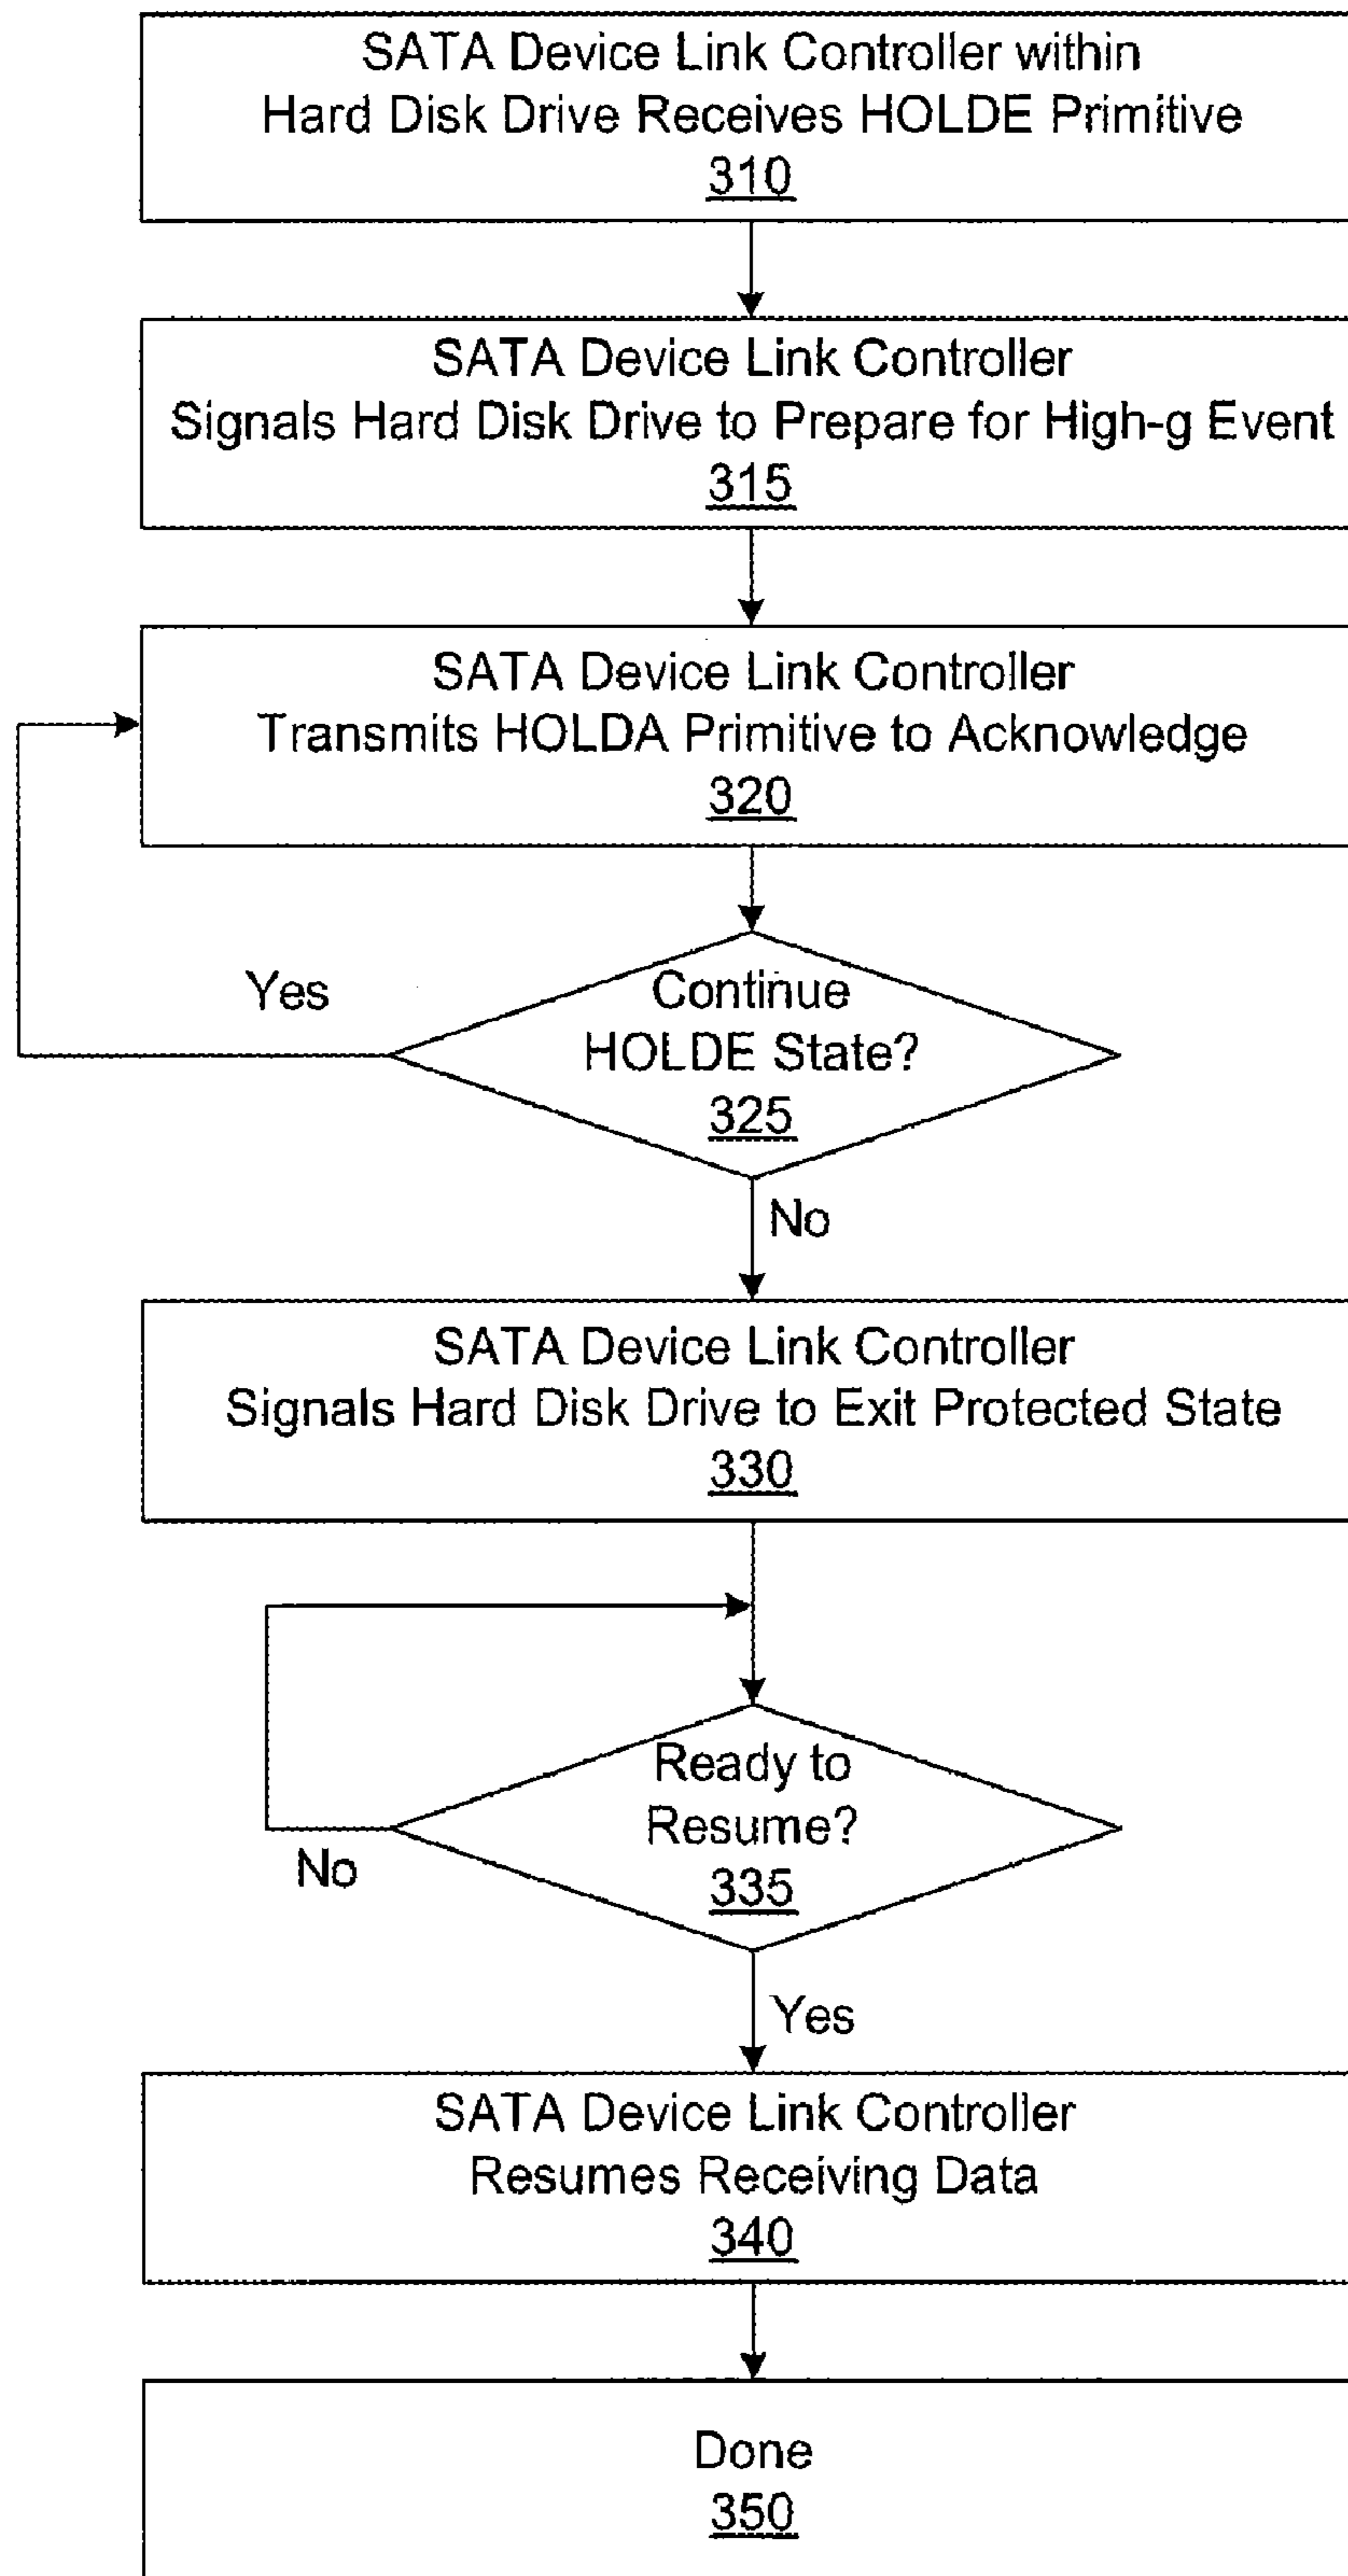 SATA Device Link Controller within
Hard Disk Drive Receives HOLDE Primitive
310
SATA Device Link Controller
Signals Hard Disk Drive to Prepare for High-g Event
315
SATA Device Link Controller
Transmits HOLDA Primitive to Acknowledge
320
Yes
Continue
HOLDE State?
325
No
SATA Device Link Controller
Signals Hard Disk Drive to Exit Protected State
330
Ready to
Resume?
335
No
Yes
SATA Device Link Controller
Resumes Receiving Data
340
Done
350